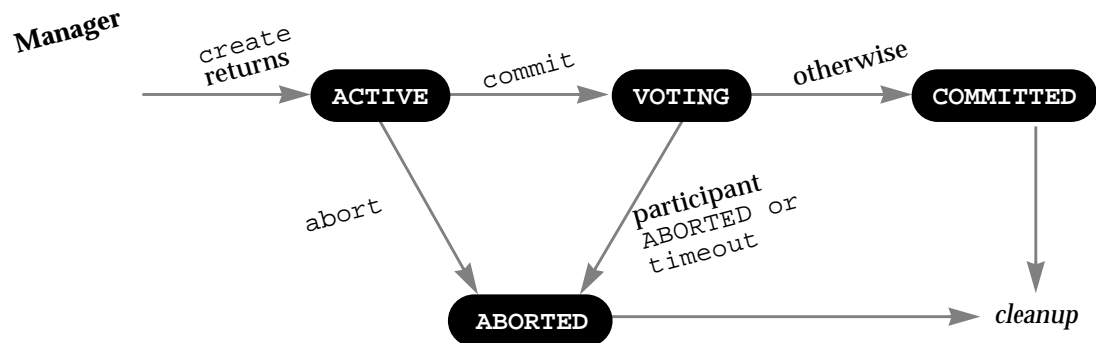 Manager
create
returns
ACTIVE
commit
VOTING
otherwise
COMMITTED
abort
participant
ABORTED or
timeout
ABORTED
cleanup